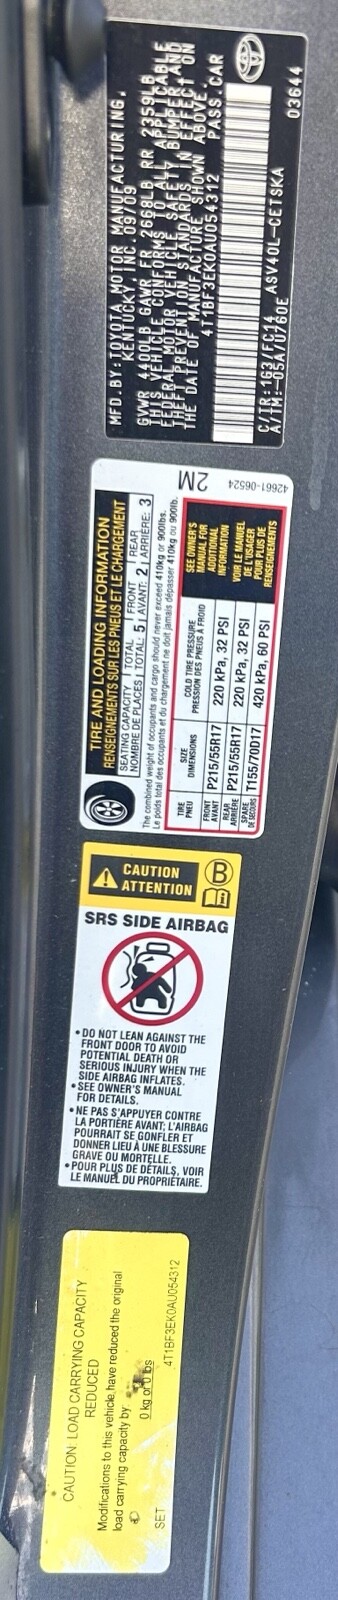 MFD. BY: TOYOTA MOTOR MANUFACTURING,
KENTUCKY, INC. 09/09
GVWR 4400LB GAWR FR 2668LB RR 2359LB
THIS VEHICLE CONFORMS TO ALL APPLICABLE
FEDERAL MOTOR VEHICLE SAFETY, BUMPER AND
THEFT PREVENTION STANDARDS IN EFFECT ON
THE DATE OF MANUFACTURE SHOWN ABOVE.
4T1BF3EK0AU054312 PASS. CAR
C/TR: 1G3/FC14 ASV40L-CETSKA
A/TM: -05A/U760E 03644
TIRE AND LOADING INFORMATION
RENSEIGNEMENTS SUR LES PNEUS ET LE CHARGEMENT
SEATING CAPACITY TOTAL FRONT REAR
NOMBRE DE PLACES TOTAL: 5 AVANT: 2 ARRIÈRE: 3
The combined weight of occupants and cargo should never exceed 410kg or 900lbs.
Le poids total des occupants et du chargement ne doit jamais dépasser 410kg ou 900lb.
TIRE SIZE COLD TIRE PRESSURE
PNEU DIMENSIONS PRESSION DES PNEUS À FROID
FRONT AVANT P215/55R17 220 kPa, 32 PSI
REAR ARRIÈRE P215/55R17 220 kPa, 32 PSI
SPARE DE SECOURS T155/70D17 420 kPa, 60 PSI
SEE OWNER'S
MANUAL FOR
ADDITIONAL
INFORMATION
VOIR LE MANUEL
DE L'USAGER
POUR PLUS DE
RENSEIGNEMENTS
2M
42661-06524
CAUTION
ATTENTION
B
SRS SIDE AIRBAG
• DO NOT LEAN AGAINST THE
FRONT DOOR TO AVOID
POTENTIAL DEATH OR
SERIOUS INJURY WHEN THE
SIDE AIRBAG INFLATES.
• SEE OWNER'S MANUAL
FOR DETAILS.
• NE PAS S'APPUYER CONTRE
LA PORTIÈRE AVANT; L'AIRBAG
POURRAIT SE GONFLER ET
DONNER LIEU À UNE BLESSURE
GRAVE OU MORTELLE.
• POUR PLUS DE DÉTAILS, VOIR
LE MANUEL DU PROPRIÉTAIRE.
CAUTION: LOAD CARRYING CAPACITY
REDUCED
Modifications to this vehicle have reduced the original
load carrying capacity by
0 kg or 0 lbs
SET 4T1BF3EK0AU054312